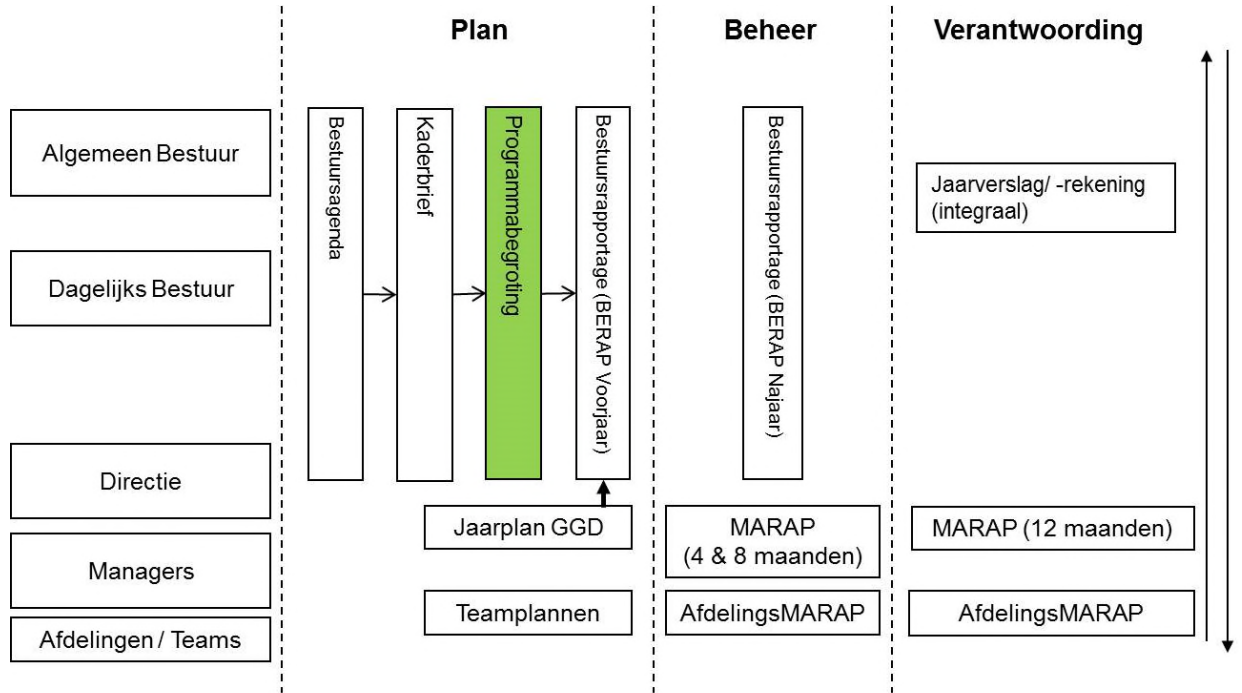 Plan
Beheer
Verantwoording
Algemeen Bestuur
Dagelijks Bestuur
Directie
Managers
Afdelingen / Teams
Bestuursagenda
Kaderbrief
Programmabegroting
Bestuursrapportage (BERAP Voorjaar)
Jaarplan GGD
Teamplannen
Bestuursrapportage (BERAP Najaar)
MARAP
(4 & 8 maanden)
AfdelingsMARAP
Jaarverslag/ -rekening
(integraal)
MARAP (12 maanden)
AfdelingsMARAP